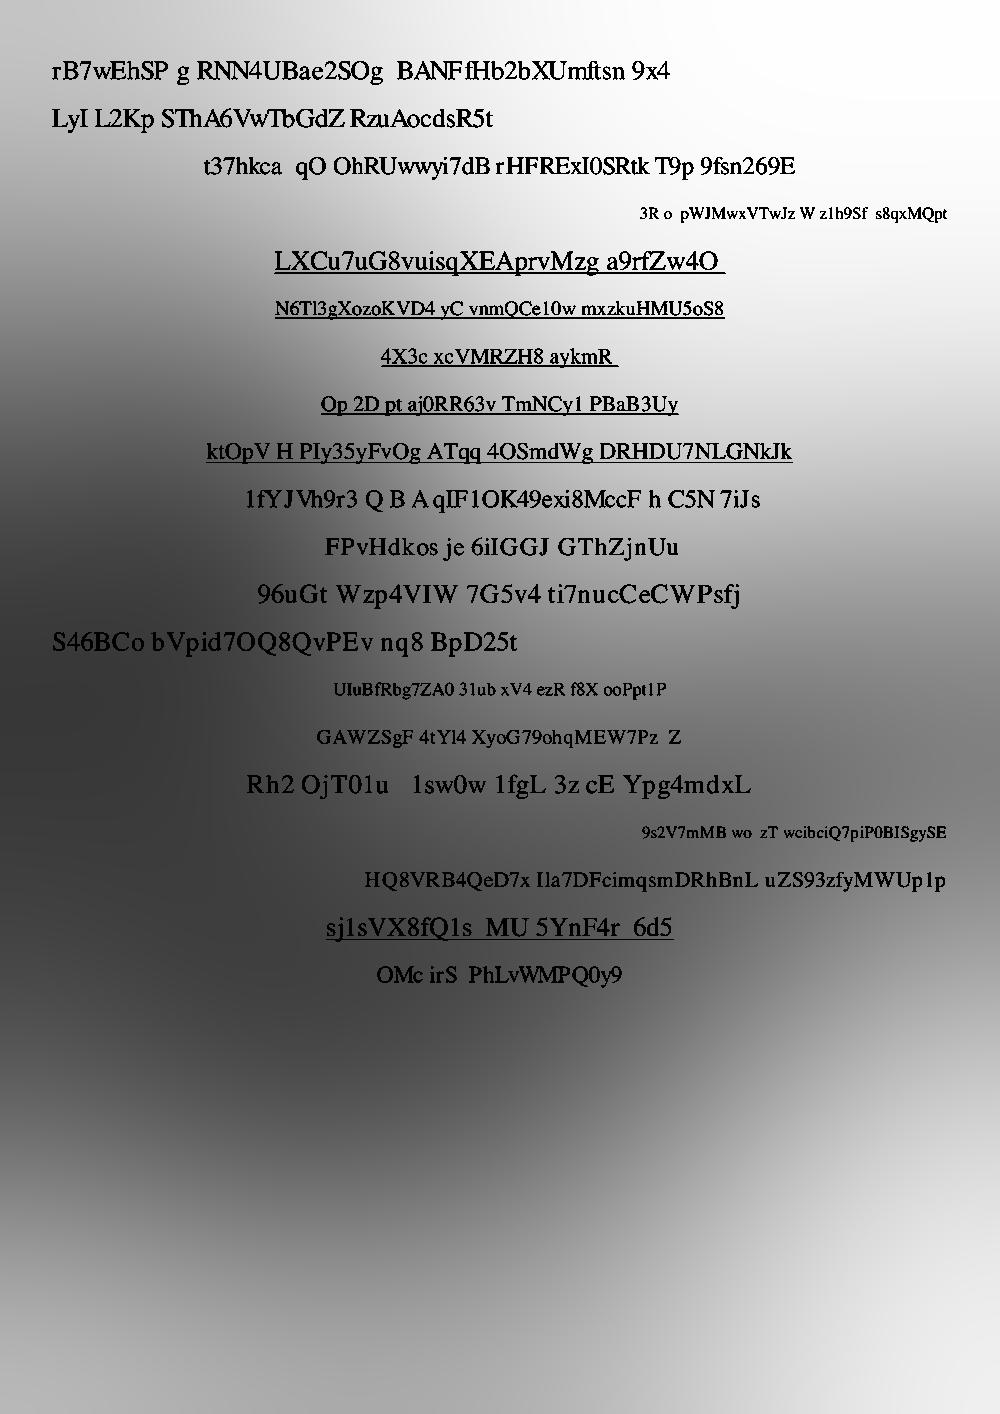 rB7wEhSP g RNN4UBae2SOg  BANFfHb2bXUmftsn 9x4
LyI L2Kp SThA6VwTbGdZ RzuAocdsR5t
t37hkca  qO OhRUwwyi7dB rHFRExI0SRtk T9p 9fsn269E
3R o  pWJMwxVTwJz W z1h9Sf  s8qxMQpt
LXCu7uG8vuisqXEAprvMzg a9rfZw4O
N6Tl3gXozoKVD4 yC vnmQCe10w mxzkuHMU5oS8
4X3c xcVMRZH8 aykmR
Op 2D pt aj0RR63v TmNCy1 PBaB3Uy
ktOpV H PIy35yFvOg ATqq 4OSmdWg DRHDU7NLGNkJk
1fYJVh9r3 Q B AqIF1OK49exi8MccF h C5N 7iJs
FPvHdkos je 6iIGGJ GThZjnUu
96uGt Wzp4VIW 7G5v4 ti7nucCeCWPsfj
S46BCo bVpid7OQ8QvPEv nq8 BpD25t
UIuBfRbg7ZA0 31ub xV4 ezR f8X ooPpt1P
GAWZSgF 4tYl4 XyoG79ohqMEW7Pz  Z
Rh2 OjT01u   1sw0w 1fgL 3z cE Ypg4mdxL
9s2V7mMB wo  zT wcibciQ7piP0BISgySE
HQ8VRB4QeD7x Ila7DFcimqsmDRhBnL uZS93zfyMWUp1p
sj1sVX8fQ1s  MU 5YnF4r  6d5
OMc irS  PhLvWMPQ0y9